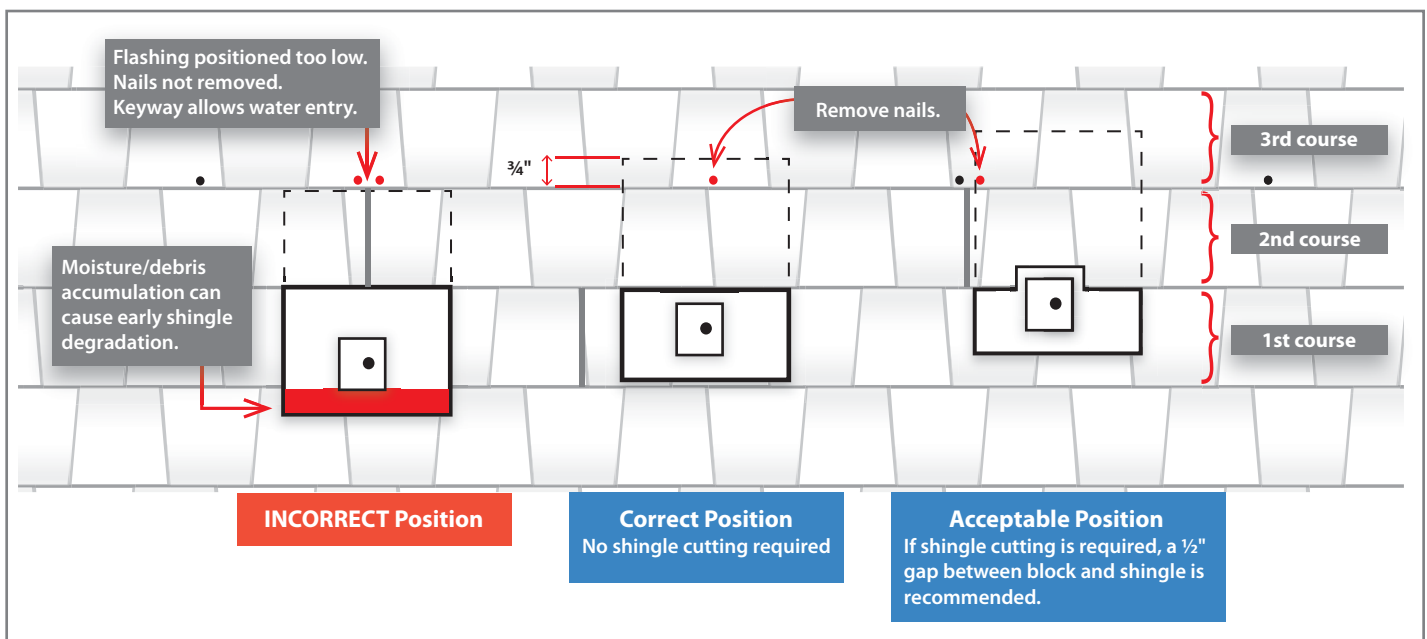 Flashing positioned too low.
Nails not removed.
Keyway allows water entry.
Remove nails.
¾"
3rd course
2nd course
1st course
Moisture/debris
accumulation can
cause early shingle
degradation.
INCORRECT Position
Correct Position
No shingle cutting required
Acceptable Position
If shingle cutting is required, a ½"
gap between block and shingle is
recommended.